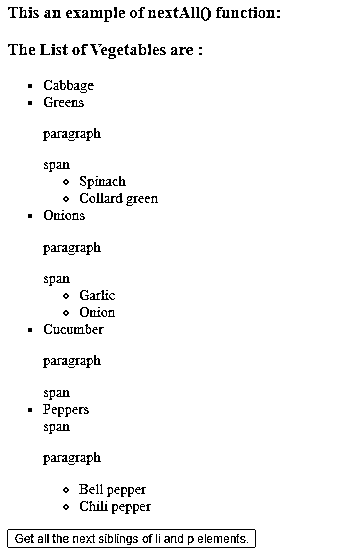 This an example of nextAll() function:
The List of Vegetables are :
Cabbage
Greens
paragraph
span
Spinach
Collard green
Onions
paragraph
span
Garlic
Onion
Cucumber
paragraph
span
Peppers
span
paragraph
Bell pepper
Chili pepper
Get all the next siblings of li and p elements.